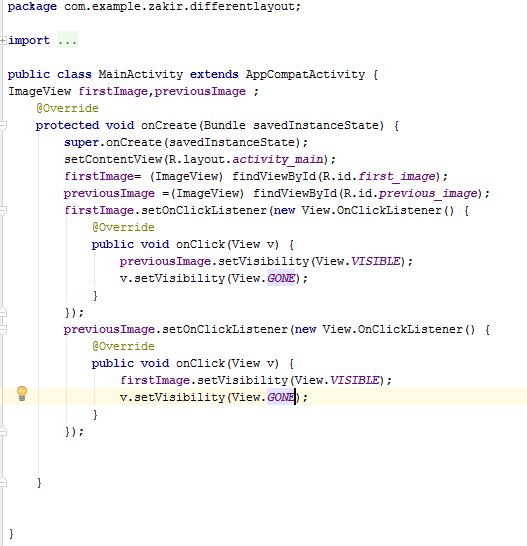 package com.example.zakir.differentlayout;
import ...
public class MainActivity extends AppCompatActivity {
ImageView firstImage,previousImage ;
@Override
protected void onCreate(Bundle savedInstanceState) {
super.onCreate(savedInstanceState);
setContentView(R.layout.activity_main);
firstImage= (ImageView) findViewById(R.id.first_image);
previousImage =(ImageView) findViewById(R.id.previous_image);
firstImage.setOnClickListener(new View.OnClickListener() {
@Override
public void onClick(View v) {
previousImage.setVisibility(View.VISIBLE);
v.setVisibility(View.GONE);
}
});
previousImage.setOnClickListener(new View.OnClickListener() {
@Override
public void onClick(View v) {
firstImage.setVisibility(View.VISIBLE);
v.setVisibility(View.GONE);
}
});
}
}